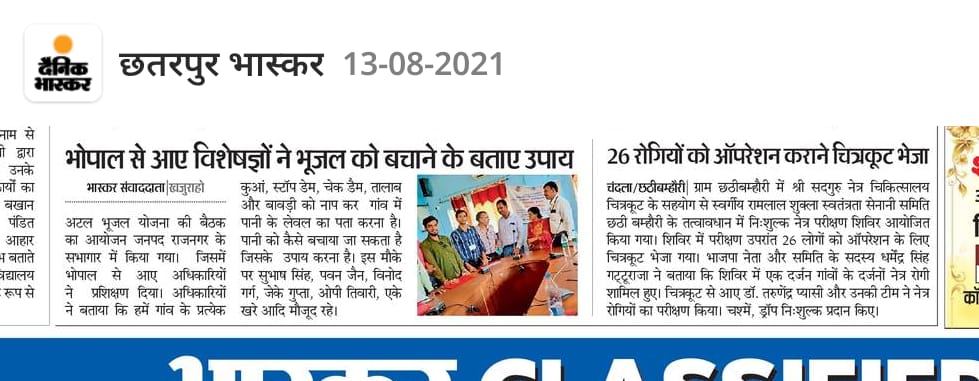 दैनिक
भास्कर
छतरपुर भास्कर 13-08-2021
नाम से
द्वारा
उनके
का
बखान
पंडित
आहार
बताते
रूप से
भोपाल से आए विशेषज्ञों ने भूजल को बचाने के बताए उपाय
भास्कर संवाददाता|खजुराहो
अटल भूजल योजना की बैठक
का आयोजन जनपद राजनगर के
सभागार में किया गया। जिसमें
भोपाल से आए अधिकारियों
ने प्रशिक्षण दिया। अधिकारियों
ने बताया कि हमें गांव के प्रत्येक
कुआं, स्टॉप डेम, चेक डैम, तालाब
और बावड़ी को नाप कर गांव में
पानी के लेवल का पता करना है।
पानी को कैसे बचाया जा सकता है
जिसके उपाय करना है। इस मौके
पर सुभाष सिंह, पवन जैन, विनोद
गर्ग, जेके गुप्ता, ओपी तिवारी, एके
खरे आदि मौजूद रहे।
26 रोगियों को ऑपरेशन कराने चित्रकूट भेजा
चंदला/छठीबम्हौरी| ग्राम छठीबम्हौरी में श्री सदगुरु नेत्र चिकित्सालय
चित्रकूट के सहयोग से स्वर्गीय रामलाल शुक्ला स्वतंत्रता सेनानी समिति
छठी बम्हौरी के तत्वावधान में निःशुल्क नेत्र परीक्षण शिविर आयोजित
किया गया। शिविर में परीक्षण उपरांत 26 लोगों को ऑपरेशन के लिए
चित्रकूट भेजा गया। भाजपा नेता और समिति के सदस्य धर्मेंद्र सिंह
गट्टूराजा ने बताया कि शिविर में एक दर्जन गांवों के दर्जनों नेत्र रोगी
शामिल हुए। चित्रकूट से आए डॉ. तरुणेंद्र प्यासी और उनकी टीम ने नेत्र
रोगियों का परीक्षण किया। चश्में, ड्रॉप निःशुल्क प्रदान किए।
भास्कर CLASSIFIED